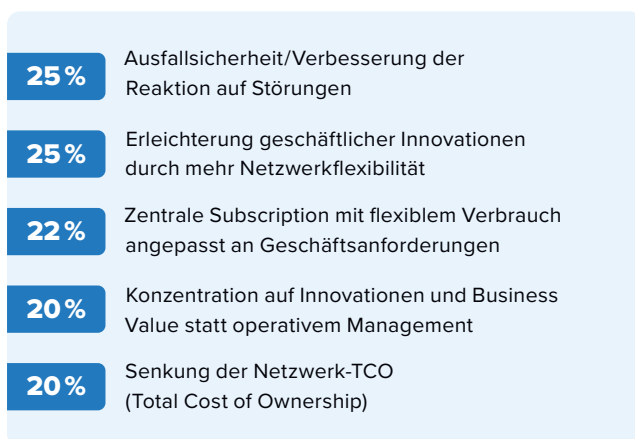 25 %
Ausfallsicherheit/Verbesserung der
Reaktion auf Störungen
25 %
Erleichterung geschäftlicher Innovationen
durch mehr Netzwerkflexibilität
22 %
Zentrale Subscription mit flexiblem Verbrauch
angepasst an Geschäftsanforderungen
20 %
Konzentration auf Innovationen und Business
Value statt operativem Management
20 %
Senkung der Netzwerk-TCO
(Total Cost of Ownership)